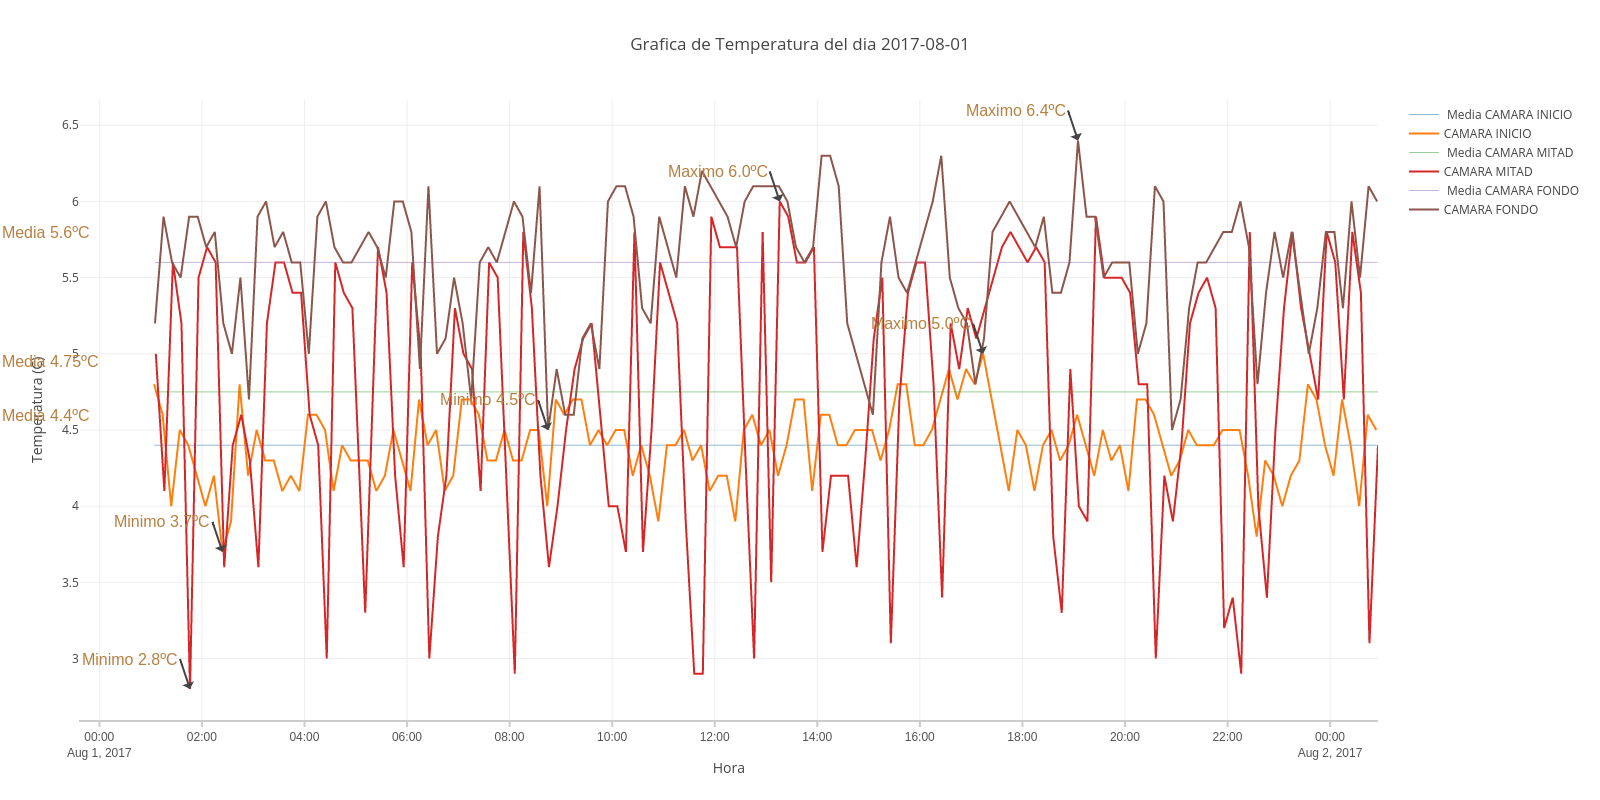 Grafica de Temperatura del dia 2017-08-01
Maximo 6.4ºC
Media CAMARA INICIO
CAMARA INICIO
Media CAMARA MITAD
CAMARA MITAD
Media CAMARA FONDO
CAMARA FONDO
6.5
Maximo 6.0ºC
6
Media 5.6ºC
5.5
Maximo 5.0ºC
5
Media 4.75ºC
Minimo 4.5ºC
Media 4.4ºC
4.5
Temperatura (C)
4
Minimo 3.7ºC
3.5
3
Minimo 2.8ºC
00:00 02:00 04:00 06:00 08:00 10:00 12:00 14:00 16:00 18:00 20:00 22:00 00:00
Aug 1, 2017 Aug 2, 2017
Hora